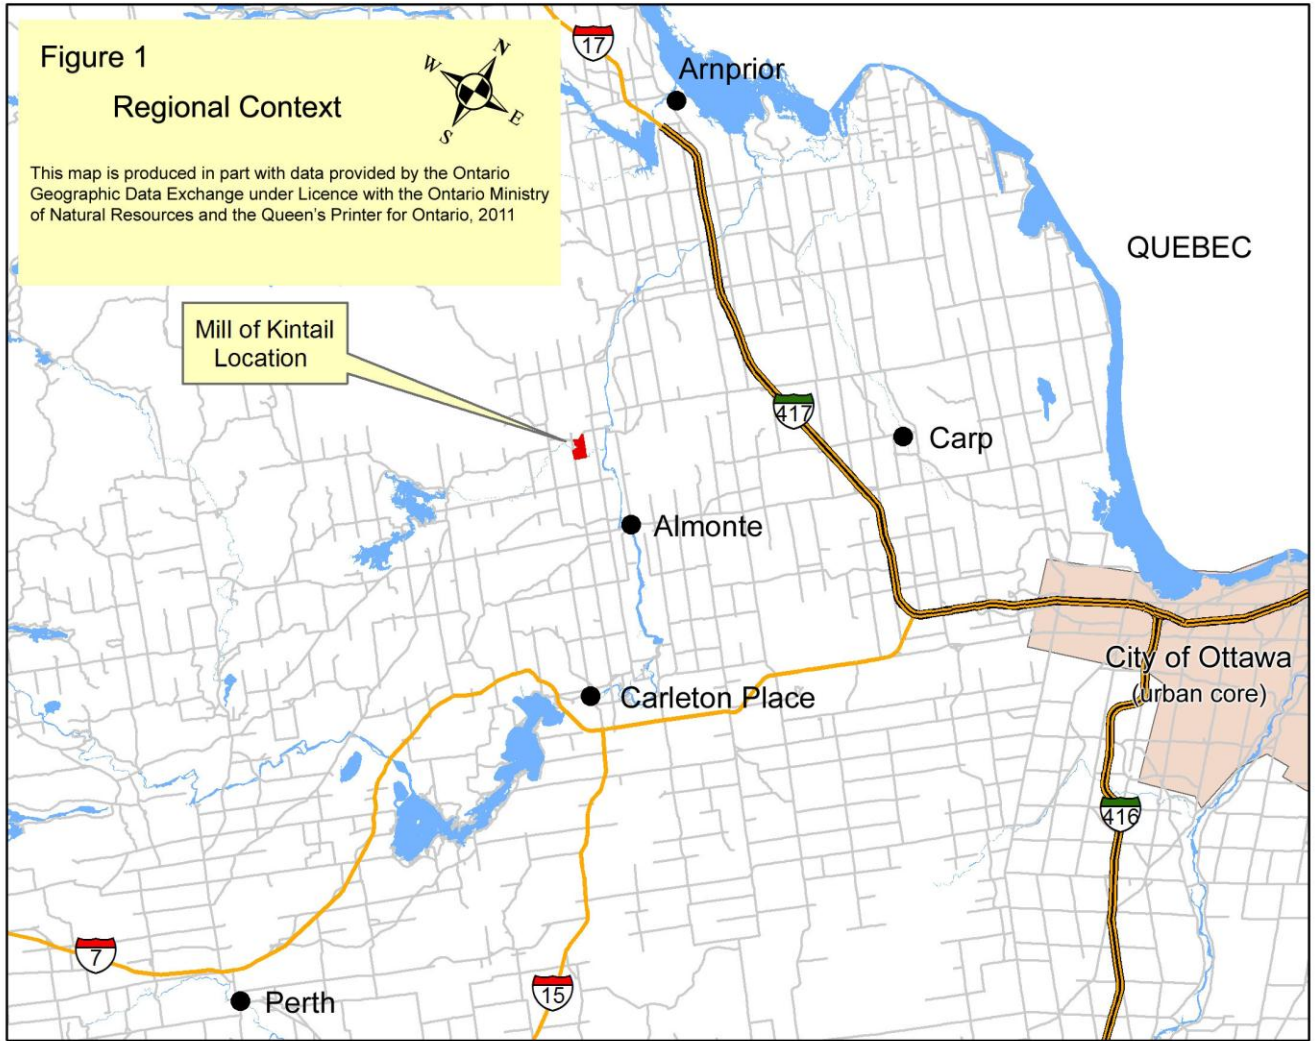 Figure 1
Regional Context
N
W
E
S
This map is produced in part with data provided by the Ontario
Geographic Data Exchange under Licence with the Ontario Ministry
of Natural Resources and the Queen's Printer for Ontario, 2011
17
Arnprior
QUEBEC
Mill of Kintail
Location
417
Carp
Almonte
City of Ottawa
(urban core)
Carleton Place
416
7
15
Perth